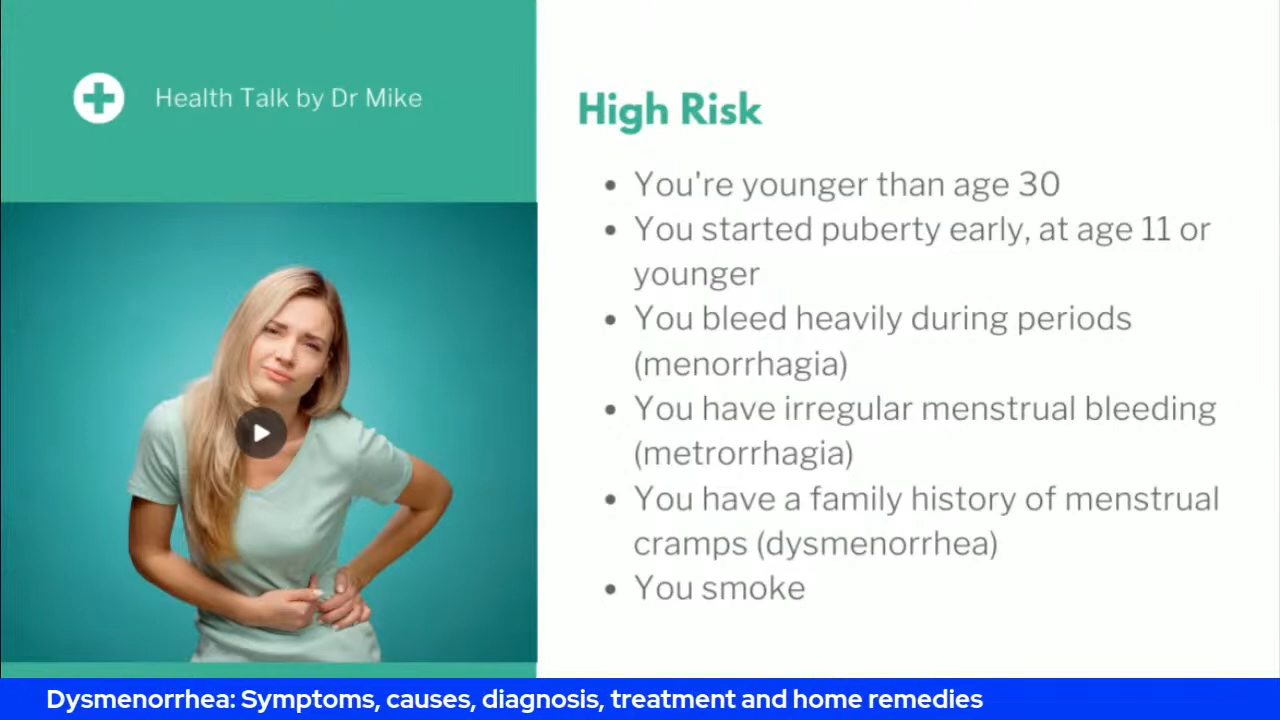 Health Talk by Dr Mike
High Risk
• You're younger than age 30
• You started puberty early, at age 11 or
younger
• You bleed heavily during periods
(menorrhagia)
• You have irregular menstrual bleeding
(metrorrhagia)
• You have a family history of menstrual
cramps (dysmenorrhea)
• You smoke
Dysmenorrhea: Symptoms, causes, diagnosis, treatment and home remedies